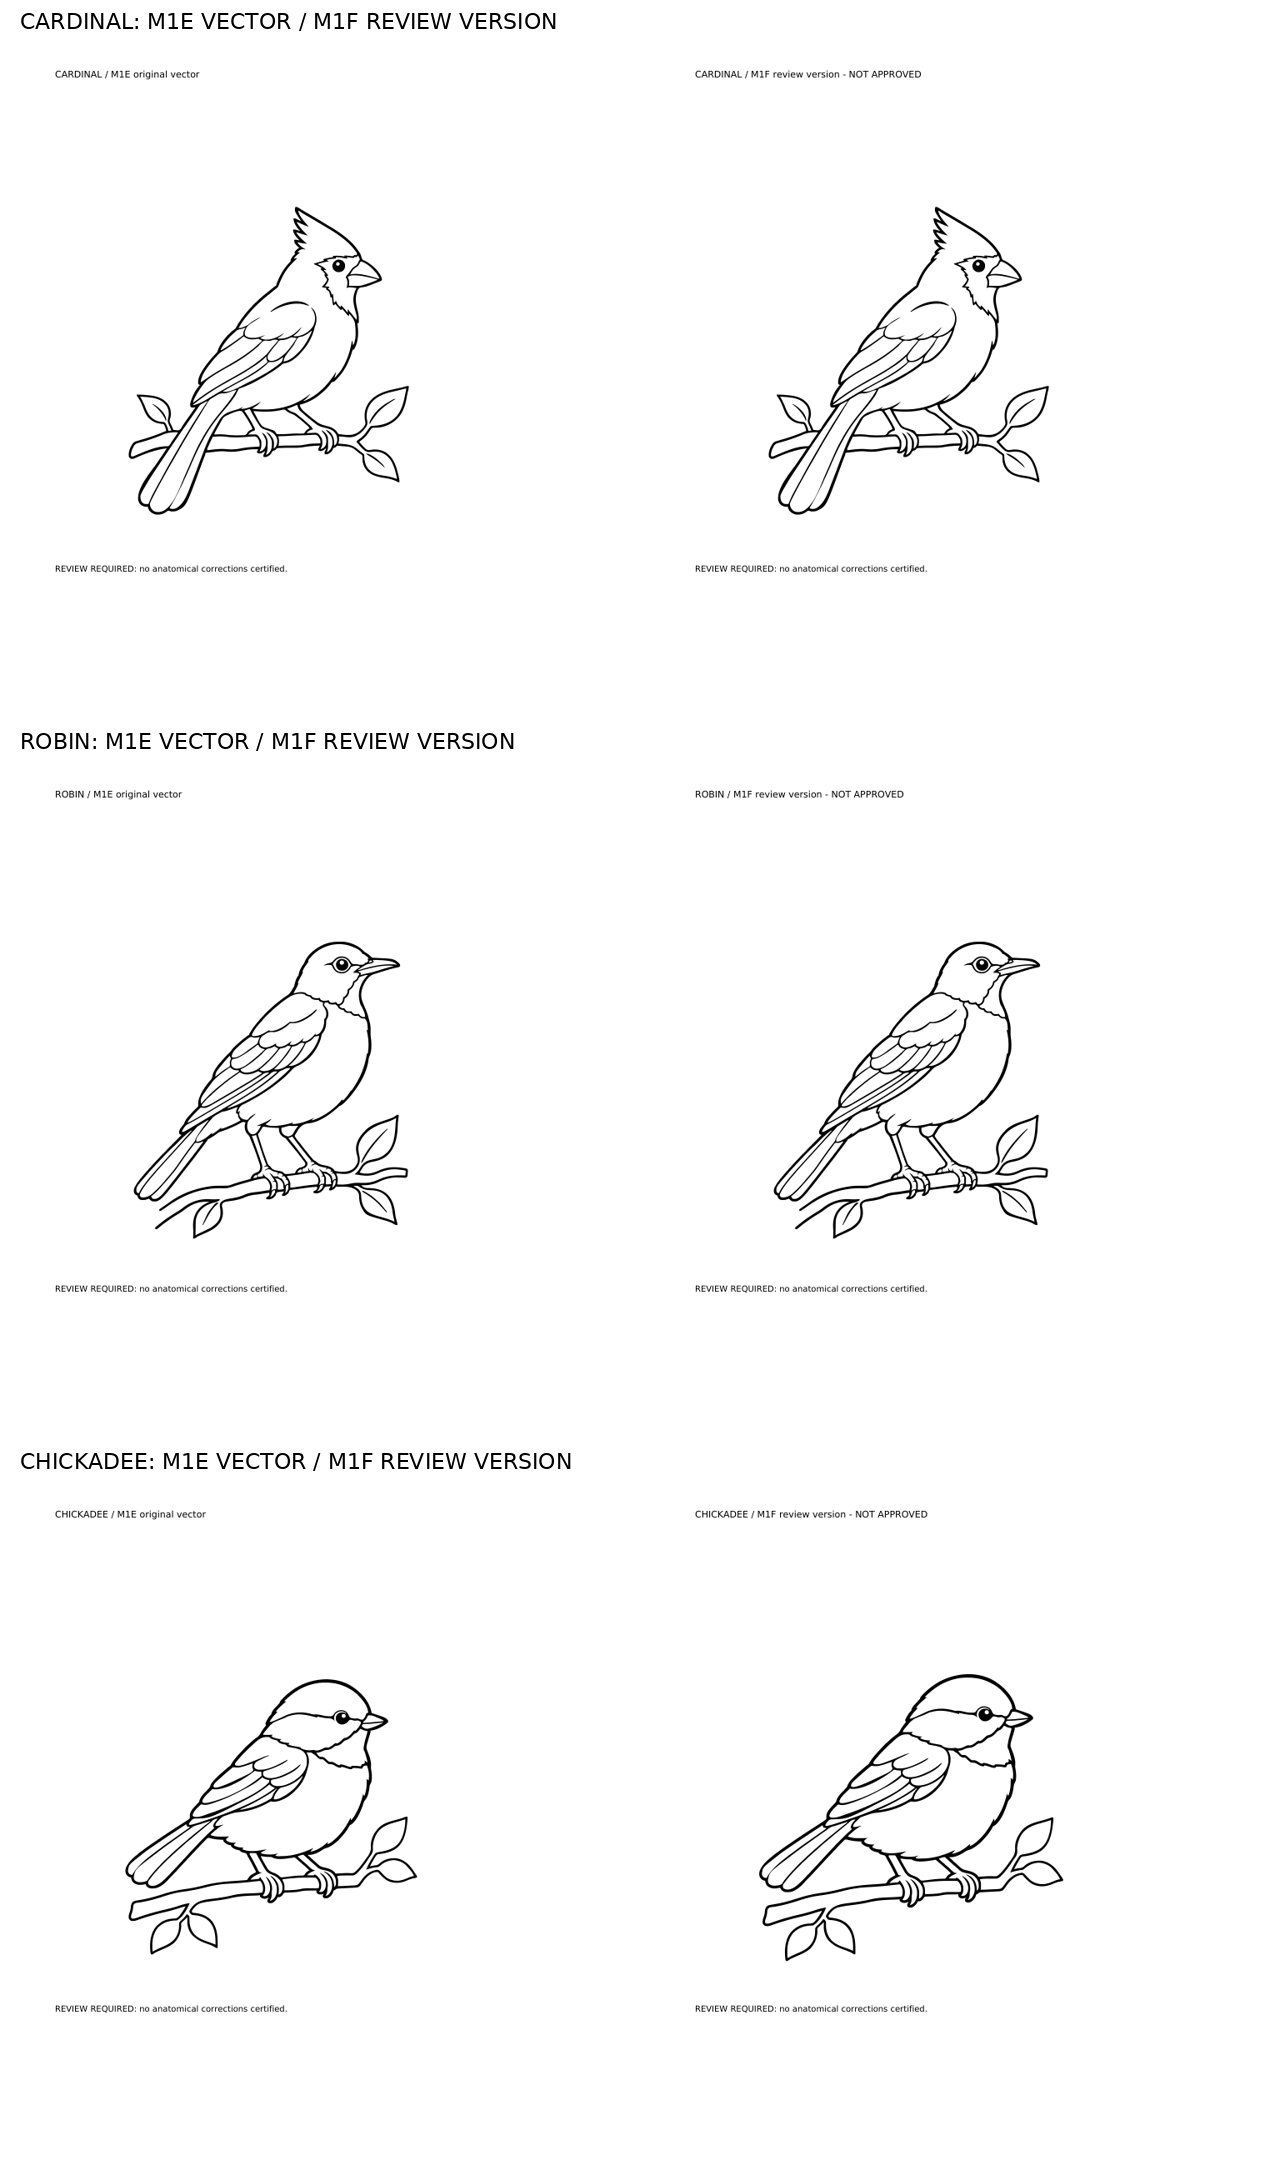 CARDINAL: M1E VECTOR / M1F REVIEW VERSION
CARDINAL / M1E original vector
CARDINAL / M1F review version - NOT APPROVED
REVIEW REQUIRED: no anatomical corrections certified.
REVIEW REQUIRED: no anatomical corrections certified.
ROBIN: M1E VECTOR / M1F REVIEW VERSION
ROBIN / M1E original vector
ROBIN / M1F review version - NOT APPROVED
REVIEW REQUIRED: no anatomical corrections certified.
REVIEW REQUIRED: no anatomical corrections certified.
CHICKADEE: M1E VECTOR / M1F REVIEW VERSION
CHICKADEE / M1E original vector
CHICKADEE / M1F review version - NOT APPROVED
REVIEW REQUIRED: no anatomical corrections certified.
REVIEW REQUIRED: no anatomical corrections certified.